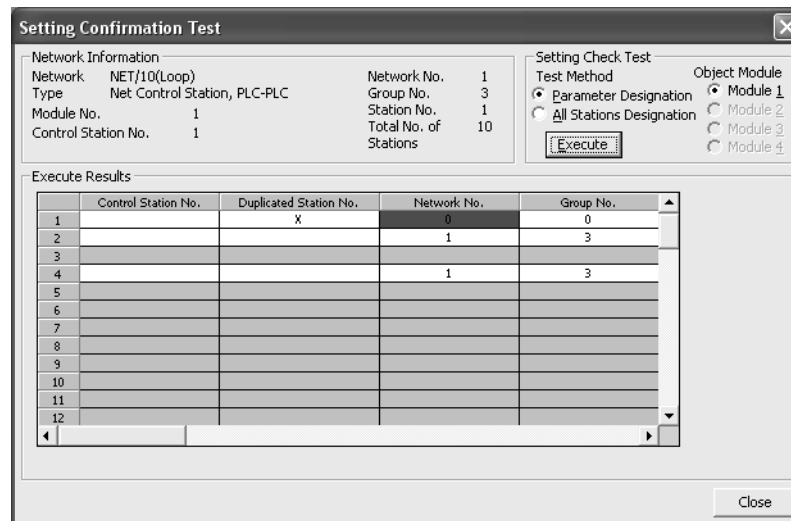 Setting Confirmation Test
Network Information
Network NET/10(Loop)
Type Net Control Station, PLC-PLC
Module No. 1
Control Station No. 1
Network No. 1
Group No. 3
Station No. 1
Total No. of 10
Stations
Setting Check Test
Test Method
Parameter Designation
All Stations Designation
Execute
Object Module
Module 1
Module 2
Module 3
Module 4
Execute Results
Control Station No. Duplicated Station No. Network No. Group No.
1 X 0 0
2 1 3
3
4 1 3
5
6
7
8
9
10
11
12
Close